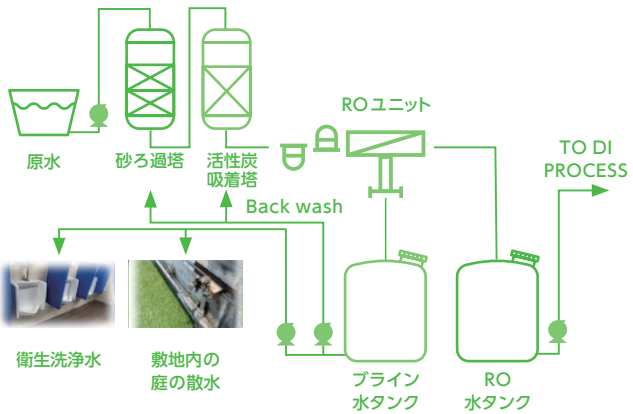 ROユニット
原水
砂ろ過塔
活性炭
吸着塔
TO DI
PROCESS
Back wash
衛生洗浄水
敷地内の
庭の散水
ブライン
水タンク
RO
水タンク